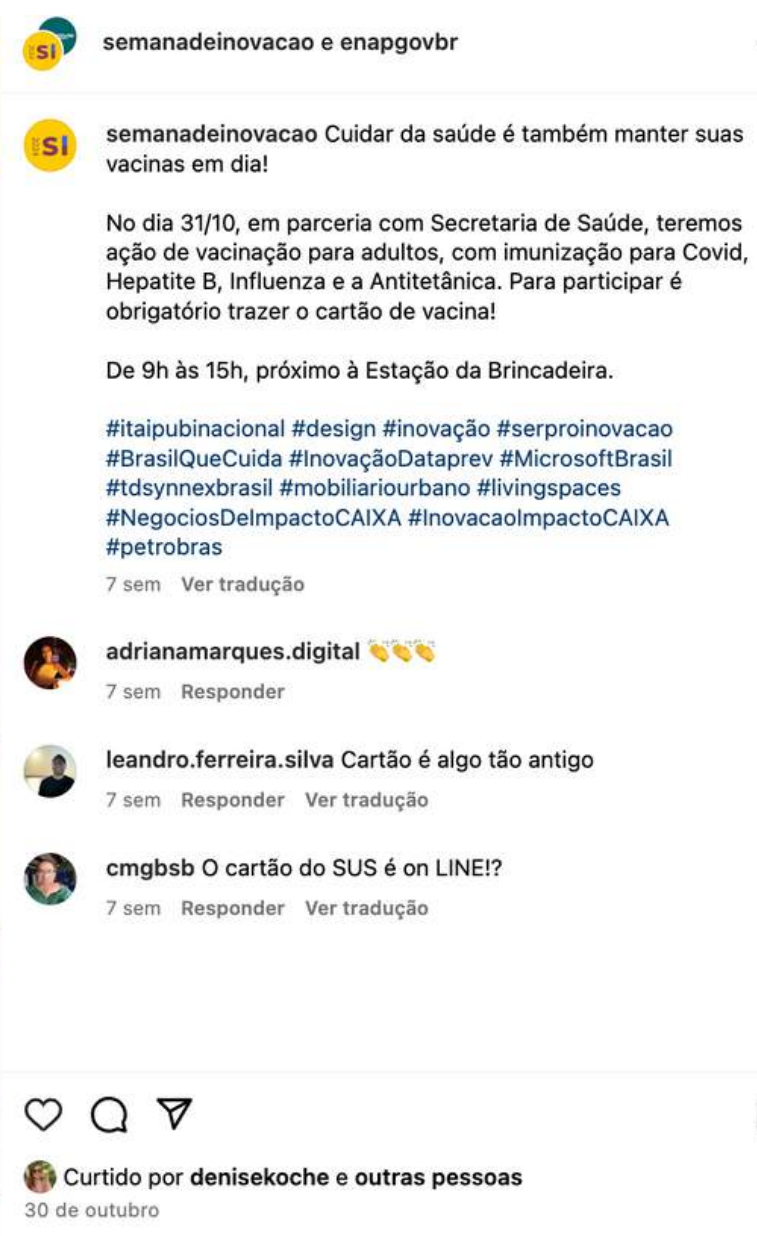 semanadeinovacao e enapgovbr
semanadeinovacao Cuidar da saúde é também manter suas
vacinas em dia!
No dia 31/10, em parceria com Secretaria de Saúde, teremos
ação de vacinação para adultos, com imunização para Covid,
Hepatite B, Influenza e a Antitetânica. Para participar é
obrigatório trazer o cartão de vacina!
De 9h às 15h, próximo à Estação da Brincadeira.
#itaipubinacional #design #inovação #serproinovacao
#BrasilQueCuida #InovaçãoDataprev #MicrosoftBrasil
#tdsynnexbrasil #mobiliariourbano #livingspaces
#NegociosDeImpactoCAIXA #InovacaoImpactoCAIXA
#petrobras
7 sem Ver tradução
adrianamarques.digital 👏👏👏
7 sem Responder
leandro.ferreira.silva Cartão é algo tão antigo
7 sem Responder Ver tradução
cmgbsb O cartão do SUS é on LINE!?
7 sem Responder Ver tradução
Curtido por denisekoche e outras pessoas
30 de outubro